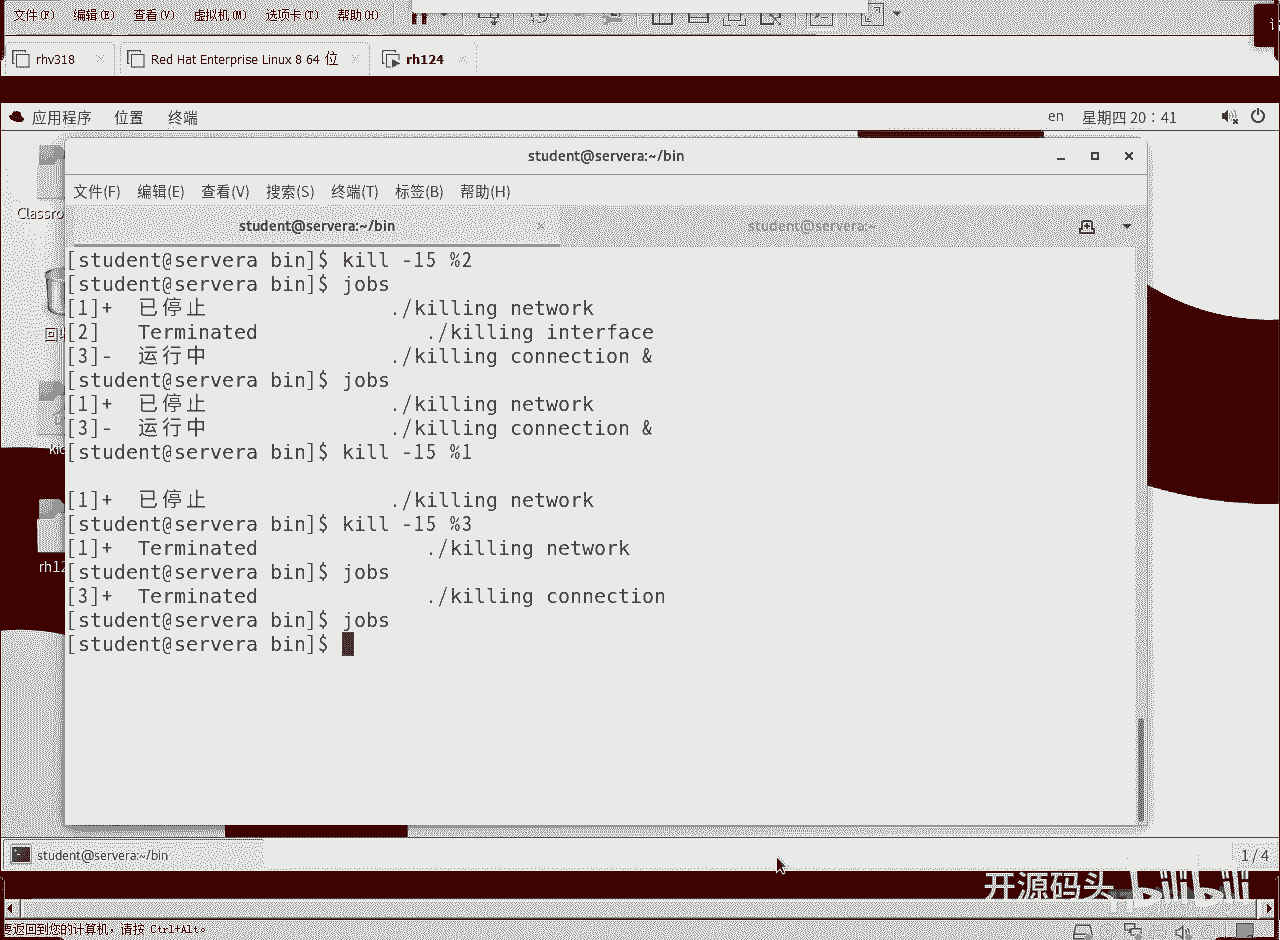 文件(F) 编辑(E) 查看(V) 虚拟机(M) 选项卡(T) 帮助(H)
rhv318 × Red Hat Enterprise Linux 8 64 位 × rh124 ×
应用程序 位置 终端 en 星期四 20：41
student@servera:~/bin
文件(F) 编辑(E) 查看(V) 搜索(S) 终端(T) 标签(B) 帮助(H)
student@servera:~/bin × student@servera:~
Classro
[student@servera bin]$ kill -15 %2
[student@servera bin]$ jobs
[1]+ 已停止 ./killing network
[2] Terminated ./killing interface
[3]- 运行中 ./killing connection &
[student@servera bin]$ jobs
[1]+ 已停止 ./killing network
[3]- 运行中 ./killing connection &
[student@servera bin]$ kill -15 %1
[1]+ 已停止 ./killing network
[student@servera bin]$ kill -15 %3
[1]+ Terminated ./killing network
[student@servera bin]$ jobs
[3]+ Terminated ./killing connection
[student@servera bin]$ jobs
[student@servera bin]$
rh12
student@servera:~/bin 1 / 4
开源码头 bilibili
要返回到您的计算机，请按 Ctrl+Alt。